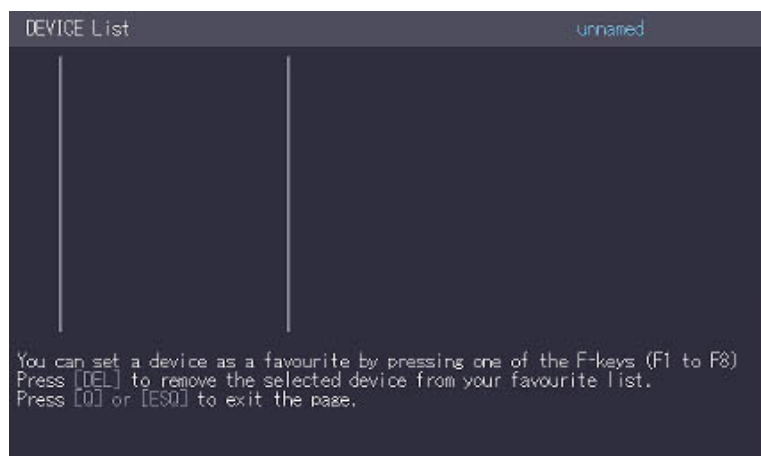 DEVICE List
unnamed
You can set a device as a favourite by pressing one of the F-keys (F1 to F8)
Press [DEL] to remove the selected device from your favourite list.
Press [Q] or [ESQ] to exit the page.